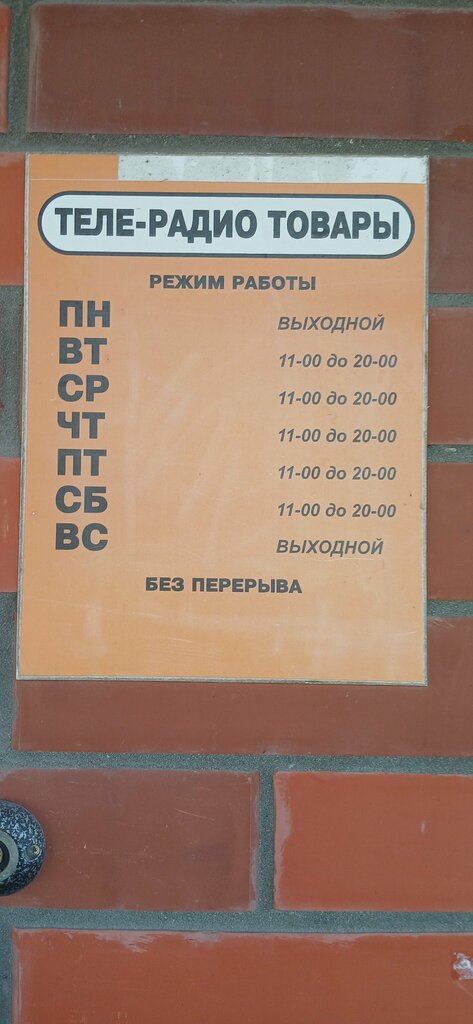 ТЕЛЕ-РАДИО ТОВАРЫ
РЕЖИМ РАБОТЫ
ПН ВЫХОДНОЙ
ВТ 11-00 до 20-00
СР 11-00 до 20-00
ЧТ 11-00 до 20-00
ПТ 11-00 до 20-00
СБ 11-00 до 20-00
ВС ВЫХОДНОЙ
БЕЗ ПЕРЕРЫВА